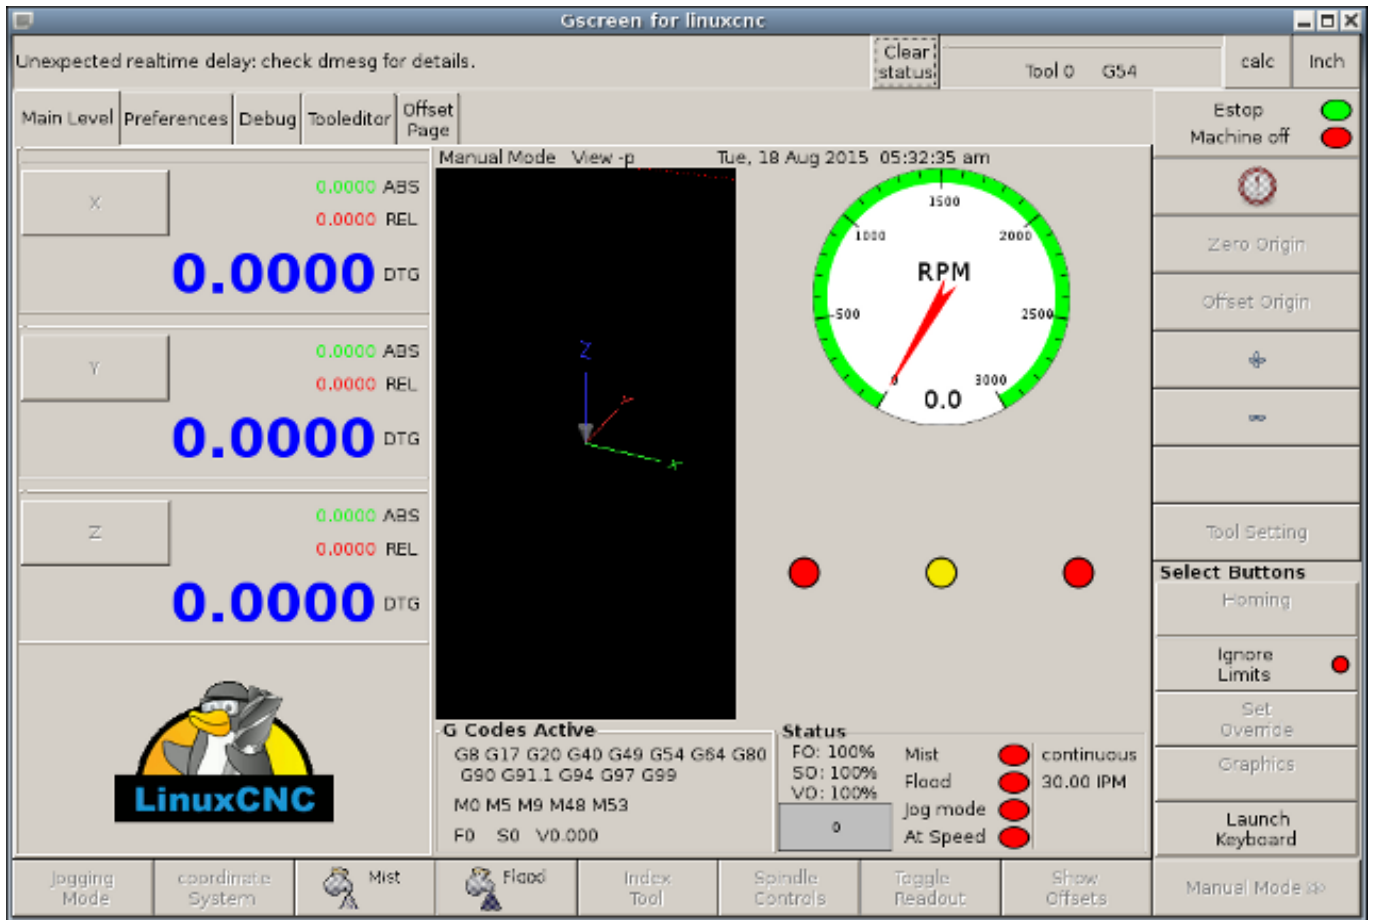 Gscreen for linuxcnc
Unexpected realtime delay: check dmesg for details.
Clear
status
Tool 0 G54
calc
Inch
Main Level
Preferences
Debug
Tooleditor
Offset
Page
Estop
Machine off
Manual Mode View -p Tue, 18 Aug 2015 05:32:35 am
X
0.0000 ABS
0.0000 REL
0.0000 DTG
Y
0.0000 ABS
0.0000 REL
0.0000 DTG
Z
0.0000 ABS
0.0000 REL
0.0000 DTG
LinuxCNC
Z
Y
X
1500
1000
2000
RPM
500
2500
0
3000
0.0
Zero Origin
Offset Origin
Tool Setting
Select Buttons
Homing
Ignore
Limits
Set
Override
Graphics
Launch
Keyboard
G Codes Active
G8 G17 G20 G40 G49 G54 G64 G80
G90 G91.1 G94 G97 G99
M0 M5 M9 M48 M53
F0 S0 V0.000
Status
FO: 100%
SO: 100%
VO: 100%
0
Mist
Flood
Jog mode
At Speed
continuous
30.00 IPM
Jogging
Mode
coordinate
System
Mist
Flood
Index
Tool
Spindle
Controls
Toggle
Readout
Show
Offsets
Manual Mode >>